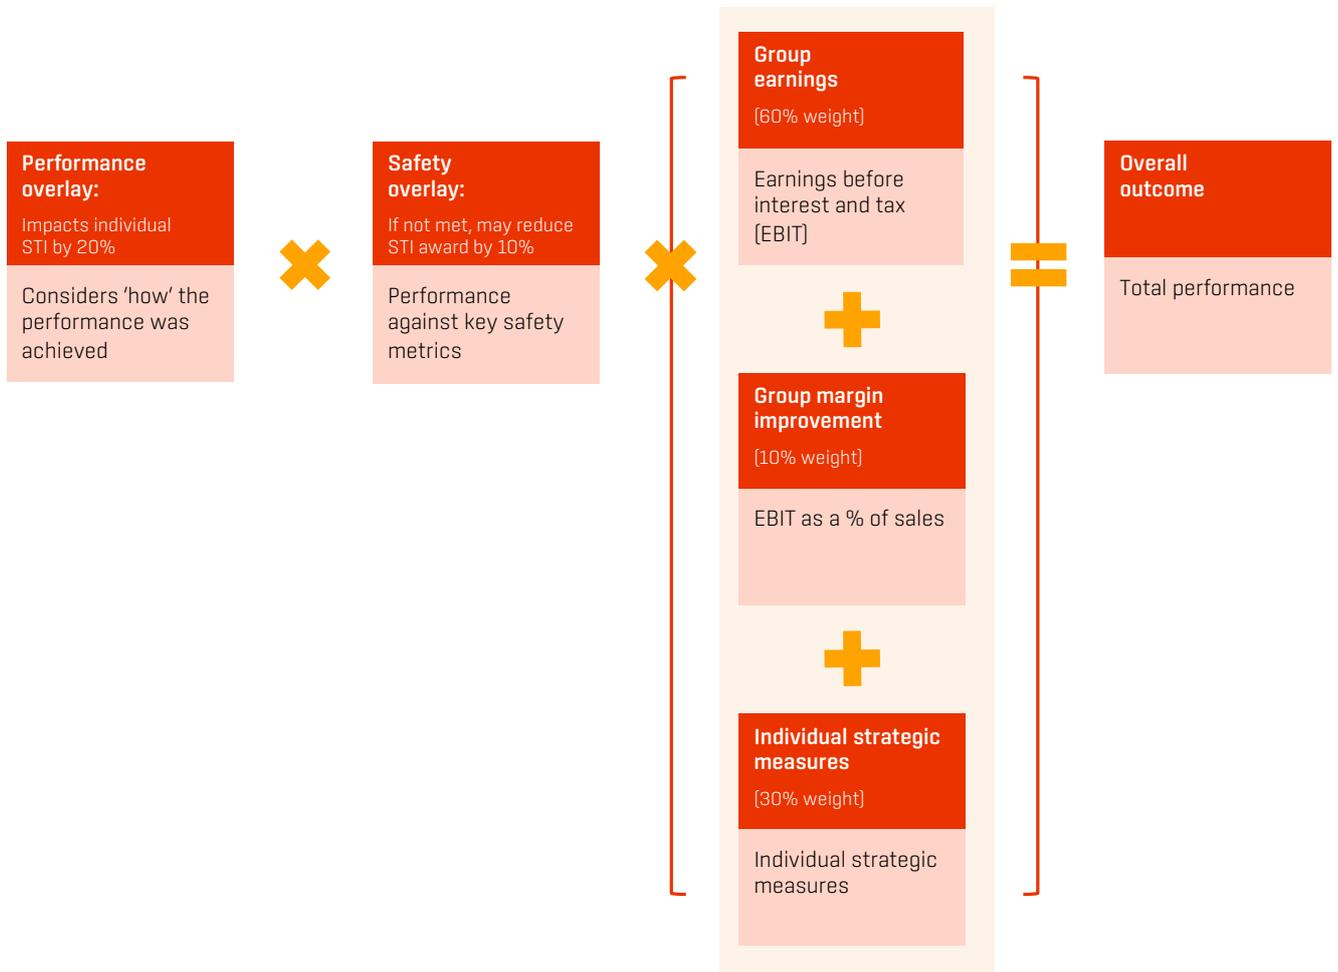 Performance
overlay:
Impacts individual
STI by 20%
Considers ‘how‘ the
performance was
achieved
Safety
overlay:
If not met, may reduce
STI award by 10%
Performance
against key safety
metrics
Group
earnings
(60% weight)
Earnings before
interest and tax
(EBIT)
Group margin
improvement
(10% weight)
EBIT as a % of sales
Individual strategic
measures
(30% weight)
Individual strategic
measures
Overall
outcome
Total performance